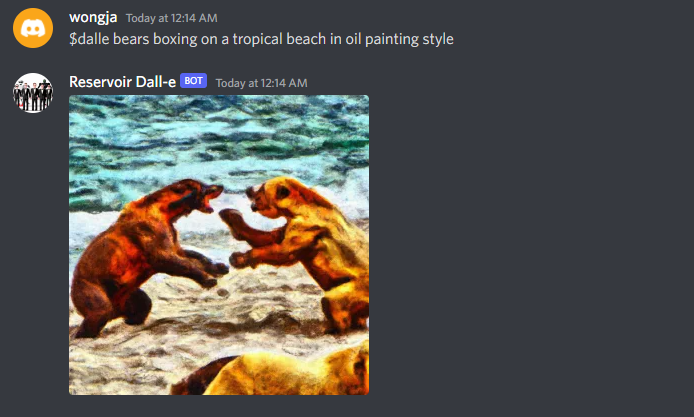 wongja Today at 12:14 AM
$dalle bears boxing on a tropical beach in oil painting style
Reservoir Dall-e BOT Today at 12:14 AM